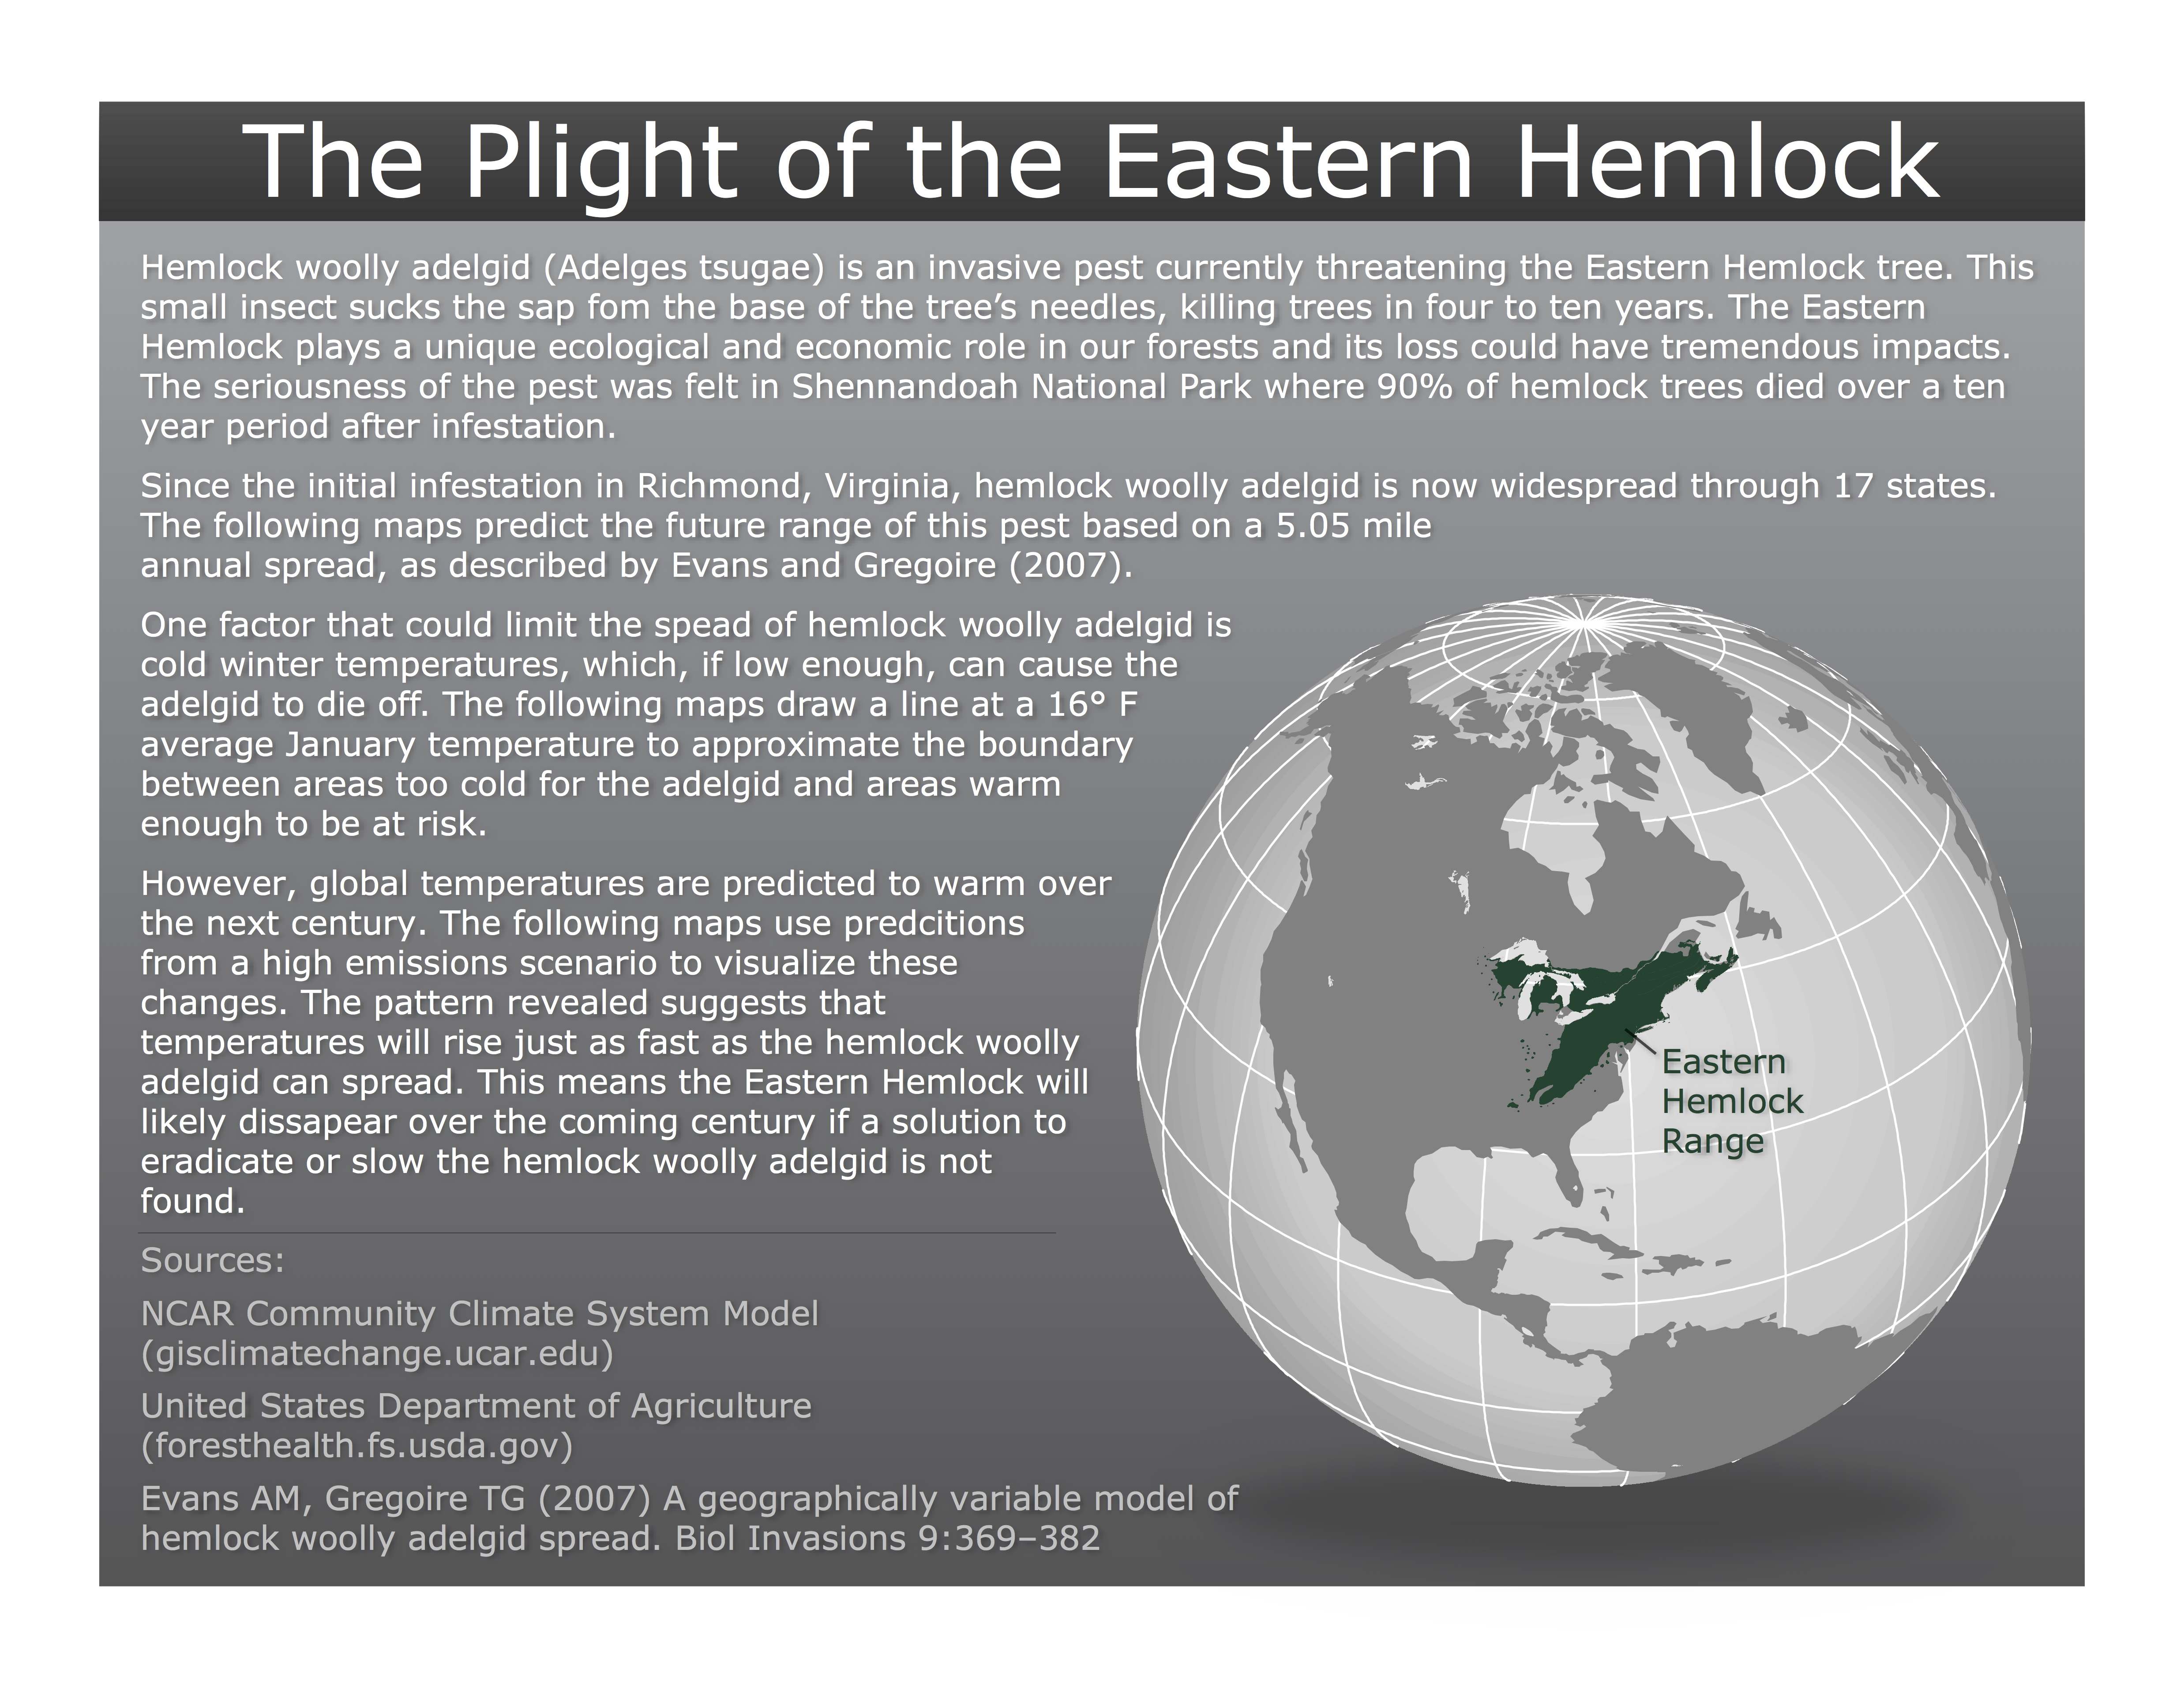 The Plight of the Eastern Hemlock
Hemlock woolly adelgid (Adelges tsugae) is an invasive pest currently threatening the Eastern Hemlock tree. This
small insect sucks the sap fom the base of the tree’s needles, killing trees in four to ten years. The Eastern
Hemlock plays a unique ecological and economic role in our forests and its loss could have tremendous impacts.
The seriousness of the pest was felt in Shennandoah National Park where 90% of hemlock trees died over a ten
year period after infestation.
Since the initial infestation in Richmond, Virginia, hemlock woolly adelgid is now widespread through 17 states.
The following maps predict the future range of this pest based on a 5.05 mile
annual spread, as described by Evans and Gregoire (2007).
One factor that could limit the spead of hemlock woolly adelgid is
cold winter temperatures, which, if low enough, can cause the
adelgid to die off. The following maps draw a line at a 16° F
average January temperature to approximate the boundary
between areas too cold for the adelgid and areas warm
enough to be at risk.
However, global temperatures are predicted to warm over
the next century. The following maps use predcitions
from a high emissions scenario to visualize these
changes. The pattern revealed suggests that
temperatures will rise just as fast as the hemlock woolly
adelgid can spread. This means the Eastern Hemlock will
likely dissapear over the coming century if a solution to
eradicate or slow the hemlock woolly adelgid is not
found.
Eastern
Hemlock
Range
Sources:
NCAR Community Climate System Model
(gisclimatechange.ucar.edu)
United States Department of Agriculture
(foresthealth.fs.usda.gov)
Evans AM, Gregoire TG (2007) A geographically variable model of
hemlock woolly adelgid spread. Biol Invasions 9:369–382